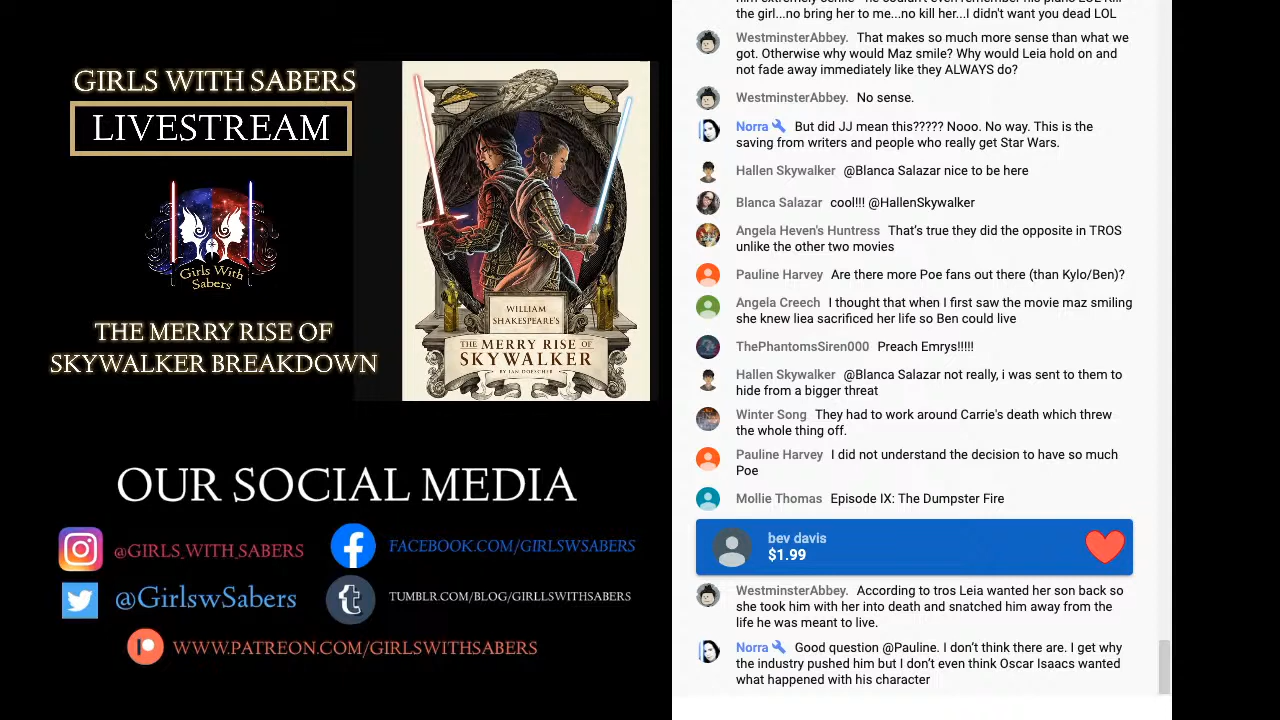 GIRLS WITH SABERS
LIVESTREAM
Girls With
Sabers
THE MERRY RISE OF
SKYWALKER BREAKDOWN
WILLIAM
SHAKESPEARE'S
THE MERRY RISE OF
SKYWALKER
BY IAN DOESCHER
OUR SOCIAL MEDIA
@GIRLS_WITH_SABERS
FACEBOOK.COM/GIRLSWSABERS
@GirlswSabers
TUMBLR.COM/BLOG/GIRLLSWITHSABERS
WWW.PATREON.COM/GIRLSWITHSABERS
the girl...no bring her to me...no kill her...I didn't want you dead LOL
WestminsterAbbey. That makes so much more sense than what we
got. Otherwise why would Maz smile? Why would Leia hold on and
not fade away immediately like they ALWAYS do?
WestminsterAbbey. No sense.
Norra But did JJ mean this????? Nooo. No way. This is the
saving from writers and people who really get Star Wars.
Hallen Skywalker @Blanca Salazar nice to be here
Blanca Salazar cool!!! @HallenSkywalker
Angela Heven's Huntress That's true they did the opposite in TROS
unlike the other two movies
Pauline Harvey Are there more Poe fans out there (than Kylo/Ben)?
Angela Creech I thought that when I first saw the movie maz smiling
she knew liea sacrificed her life so Ben could live
ThePhantomsSiren000 Preach Emrys!!!!!
Hallen Skywalker @Blanca Salazar not really, i was sent to them to
hide from a bigger threat
Winter Song They had to work around Carrie's death which threw
the whole thing off.
Pauline Harvey I did not understand the decision to have so much
Poe
Mollie Thomas Episode IX: The Dumpster Fire
bev davis
$1.99
WestminsterAbbey. According to tros Leia wanted her son back so
she took him with her into death and snatched him away from the
life he was meant to live.
Norra Good question @Pauline. I don't think there are. I get why
the industry pushed him but I don't even think Oscar Isaacs wanted
what happened with his character